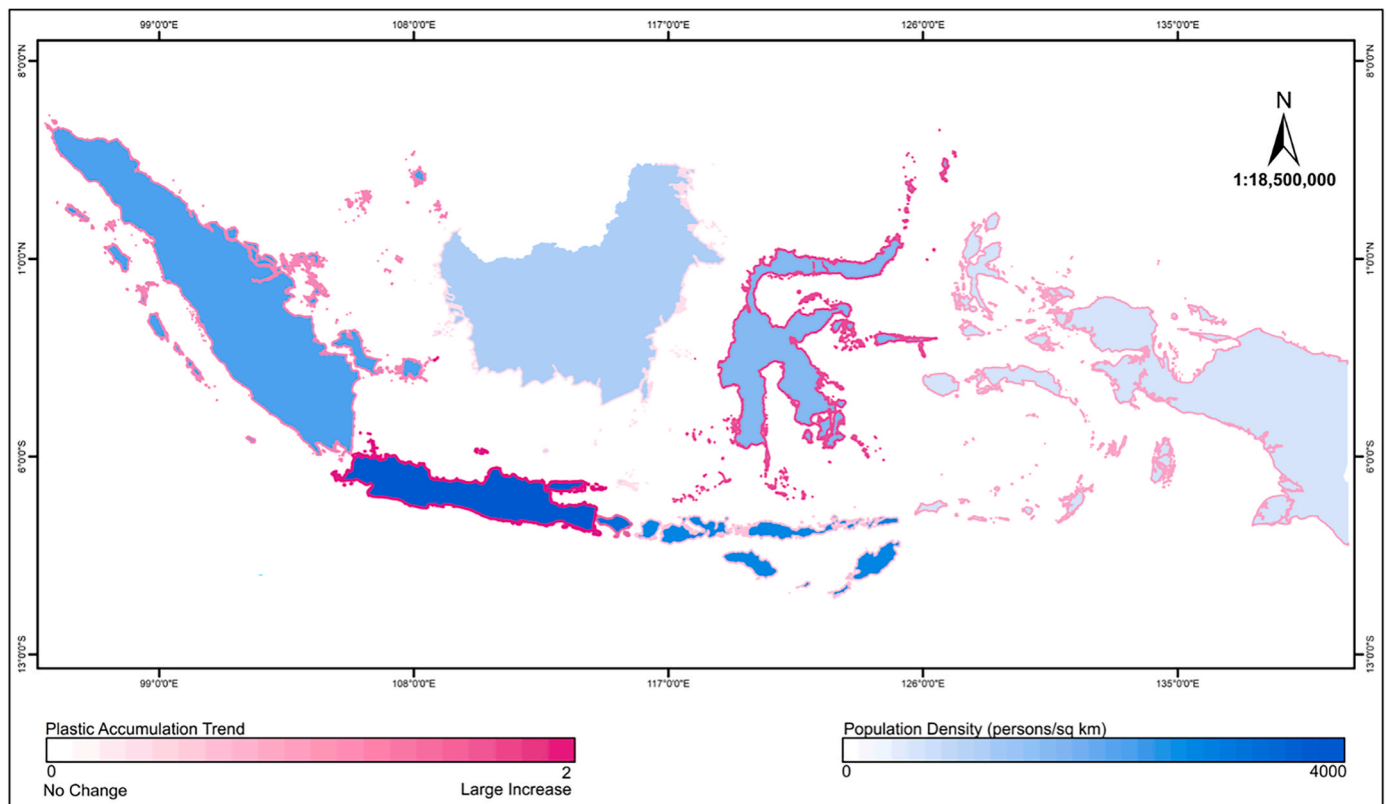 99°0'0"E 108°0'0"E 117°0'0"E 126°0'0"E 135°0'0"E
8°0'0"N 8°0'0"N
N
1:18,500,000
1°0'0"N 1°0'0"N
6°0'0"S 6°0'0"S
13°0'0"S 13°0'0"S
99°0'0"E 108°0'0"E 117°0'0"E 126°0'0"E 135°0'0"E
Plastic Accumulation Trend
0 2
No Change Large Increase
Population Density (persons/sq km)
0 4000